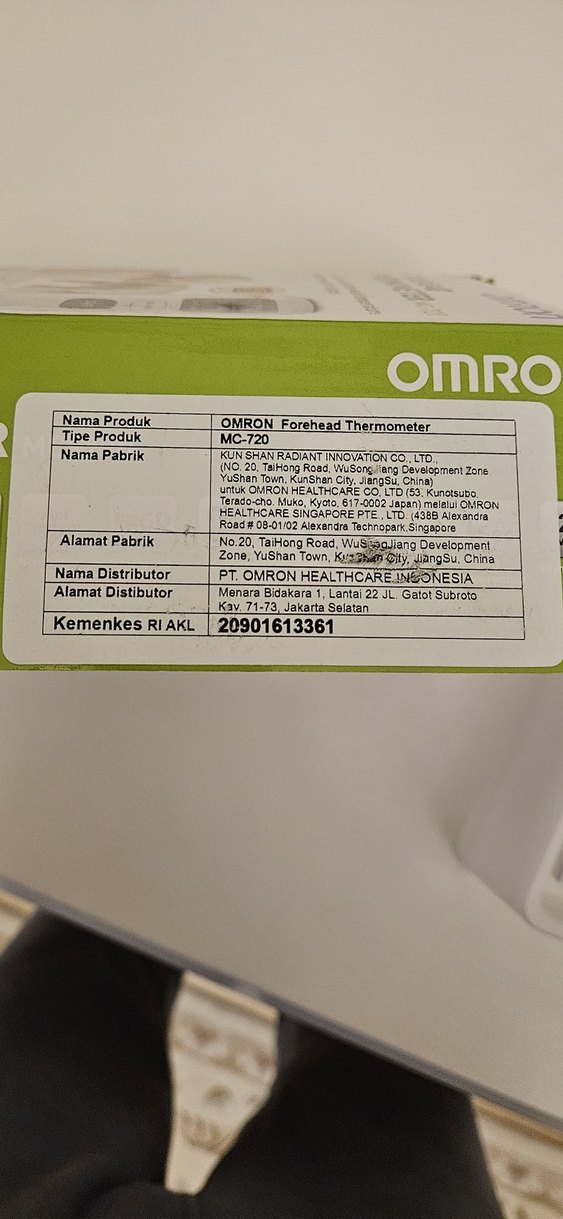 OMRO
Nama Produk OMRON Forehead Thermometer
Tipe Produk MC-720
Nama Pabrik KUN SHAN RADIANT INNOVATION CO., LTD.,
(NO. 20, TaiHong Road, WuSongJiang Development Zone.
YuShan Town, KunShan City, JiangSu, China)
untuk OMRON HEALTHCARE CO, LTD (53, Kunotsubo
Terado-cho. Muko, Kyoto, 617-0002 Japan) melalui OMRON
HEALTHCARE SINGAPORE PTE , LTD. (438B Alexandra
Road # 08-01/02 Alexandra Technopark,Singapore
Alamat Pabrik No.20, TaiHong Road, WuSongJiang Development
Zone, YuShan Town, KunShan City, JiangSu, China
Nama Distributor PT. OMRON HEALTHCARE INDONESIA
Alamat Distibutor Menara Bidakara 1, Lantai 22 JL. Gatot Subroto
Kav. 71-73, Jakarta Selatan
Kemenkes RI AKL 20901613361